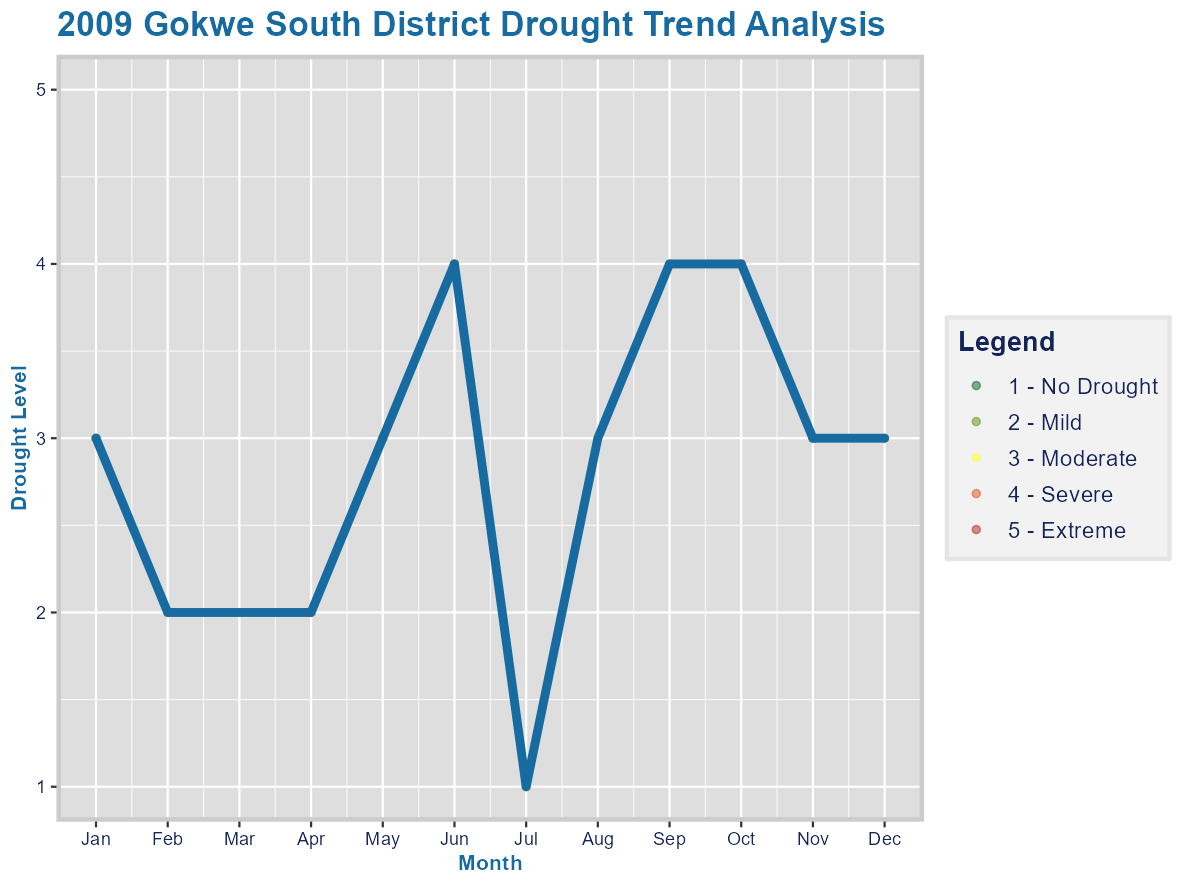 2009 Gokwe South District Drought Trend Analysis
5
4
3
2
1
Drought Level
Jan Feb Mar Apr May Jun Jul Aug Sep Oct Nov Dec
Month
Legend
1 - No Drought
2 - Mild
3 - Moderate
4 - Severe
5 - Extreme